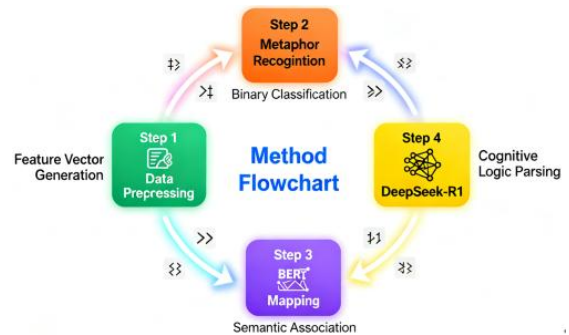 Step 2
Metaphor
Recogintion
Binary Classification
Step 1
Data
Prepressing
Feature Vector
Generation
Method
Flowchart
Step 4
DeepSeek-R1
Cognitive
Logic Parsing
Step 3
BERT
Mapping
Semantic Association